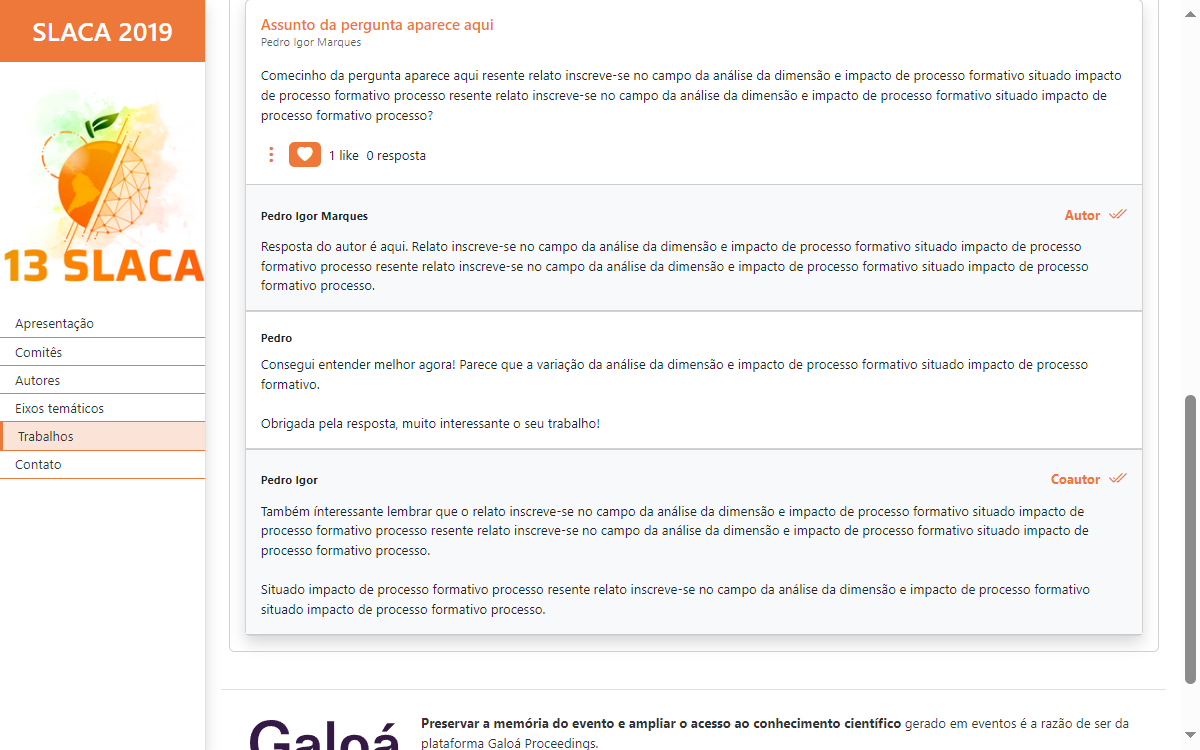 SLACA 2019
13 SLACA
Apresentação
Comitês
Autores
Eixos temáticos
Trabalhos
Contato
Assunto da pergunta aparece aqui
Pedro Igor Marques
Comecinho da pergunta aparece aqui resente relato inscreve-se no campo da análise da dimensão e impacto de processo formativo situado impacto
de processo formativo processo resente relato inscreve-se no campo da análise da dimensão e impacto de processo formativo situado impacto de
processo formativo processo?
1 like 0 resposta
Pedro Igor Marques
Autor
Resposta do autor é aqui. Relato inscreve-se no campo da análise da dimensão e impacto de processo formativo situado impacto de processo
formativo processo resente relato inscreve-se no campo da análise da dimensão e impacto de processo formativo situado impacto de processo
formativo processo.
Pedro
Consegui entender melhor agora! Parece que a variação da análise da dimensão e impacto de processo formativo situado impacto de processo
formativo.
Obrigada pela resposta, muito interessante o seu trabalho!
Pedro Igor
Coautor
Também ínteressante lembrar que o relato inscreve-se no campo da análise da dimensão e impacto de processo formativo situado impacto de
processo formativo processo resente relato inscreve-se no campo da análise da dimensão e impacto de processo formativo situado impacto de
processo formativo processo.
Situado impacto de processo formativo processo resente relato inscreve-se no campo da análise da dimensão e impacto de processo formativo
situado impacto de processo formativo processo.
Galoá
Preservar a memória do evento e ampliar o acesso ao conhecimento científico gerado em eventos é a razão de ser da
plataforma Galoá Proceedings.